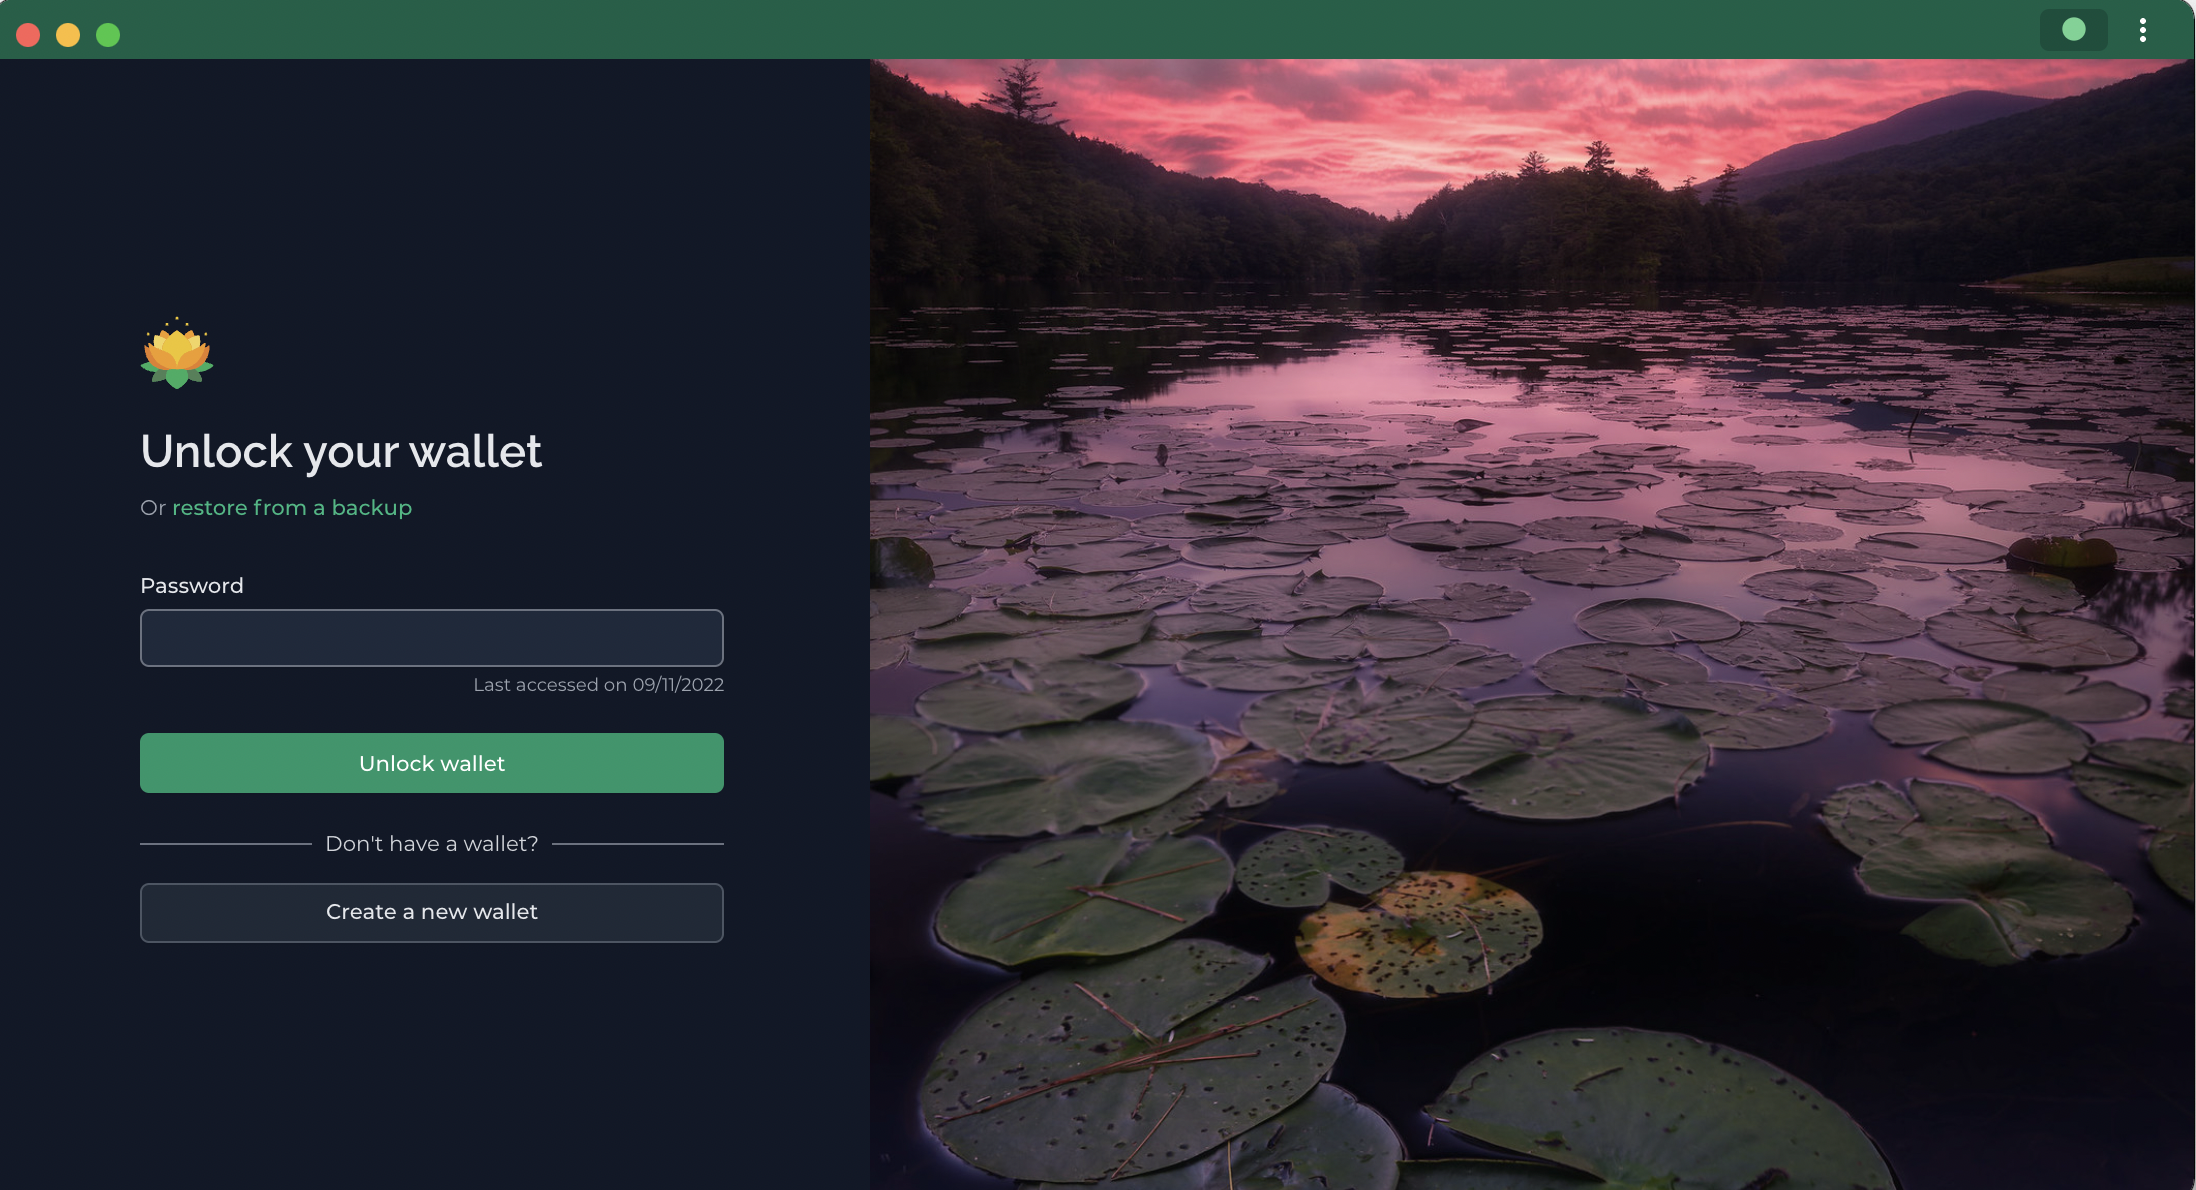 Unlock your wallet
Or restore from a backup
Password
Last accessed on 09/11/2022
Unlock wallet
Don't have a wallet?
Create a new wallet